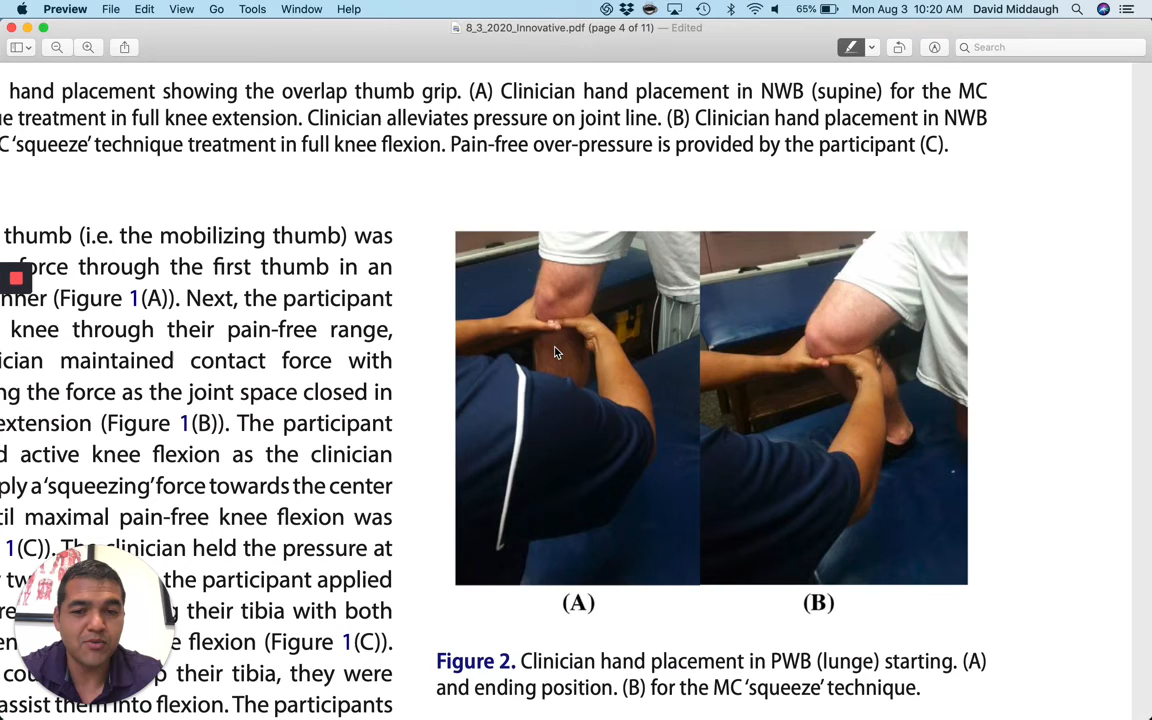 Preview File Edit View Go Tools Window Help 65% Mon Aug 3 10:20 AM David Middaugh
8_3_2020_Innovative.pdf (page 4 of 11) — Edited
Search
hand placement showing the overlap thumb grip. (A) Clinician hand placement in NWB (supine) for the MC
ue treatment in full knee extension. Clinician alleviates pressure on joint line. (B) Clinician hand placement in NWB
C 'squeeze' technique treatment in full knee flexion. Pain-free over-pressure is provided by the participant (C).
thumb (i.e. the mobilizing thumb) was
force through the first thumb in an
nner (Figure 1(A)). Next, the participant
knee through their pain-free range,
ician maintained contact force with
ng the force as the joint space closed in
extension (Figure 1(B)). The participant
d active knee flexion as the clinician
ply a 'squeezing' force towards the center
til maximal pain-free knee flexion was
1(C)). The clinician held the pressure at
tw the participant applied
re g their tibia with both
en e flexion (Figure 1(C)).
cou p their tibia, they were
assist them into flexion. The participants
(A) (B)
Figure 2. Clinician hand placement in PWB (lunge) starting. (A)
and ending position. (B) for the MC 'squeeze' technique.